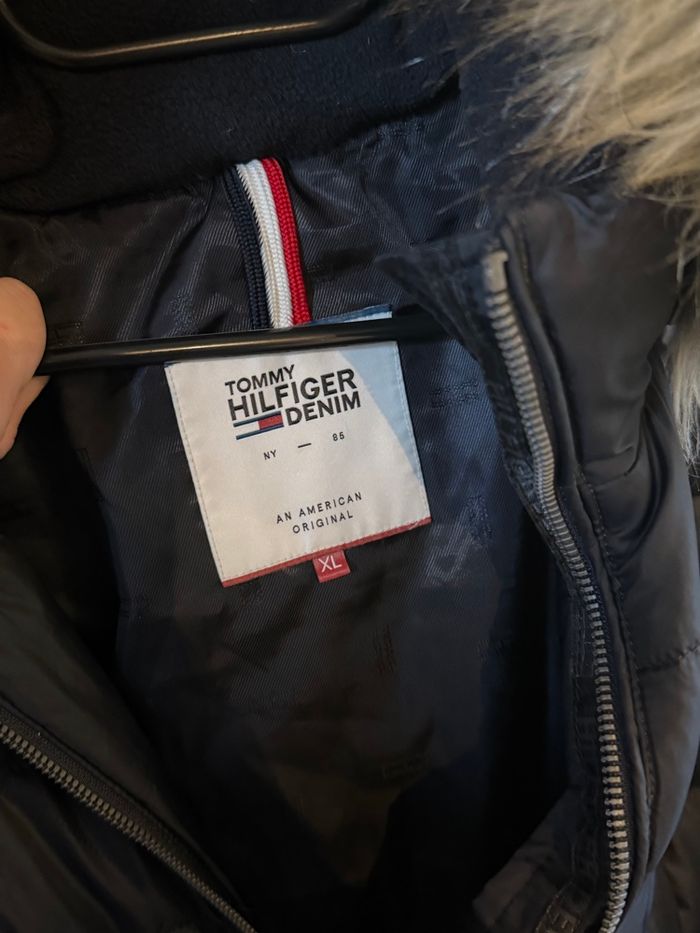 TOMMY
HILFIGER
DENIM
NY — 85
AN AMERICAN
ORIGINAL
XL